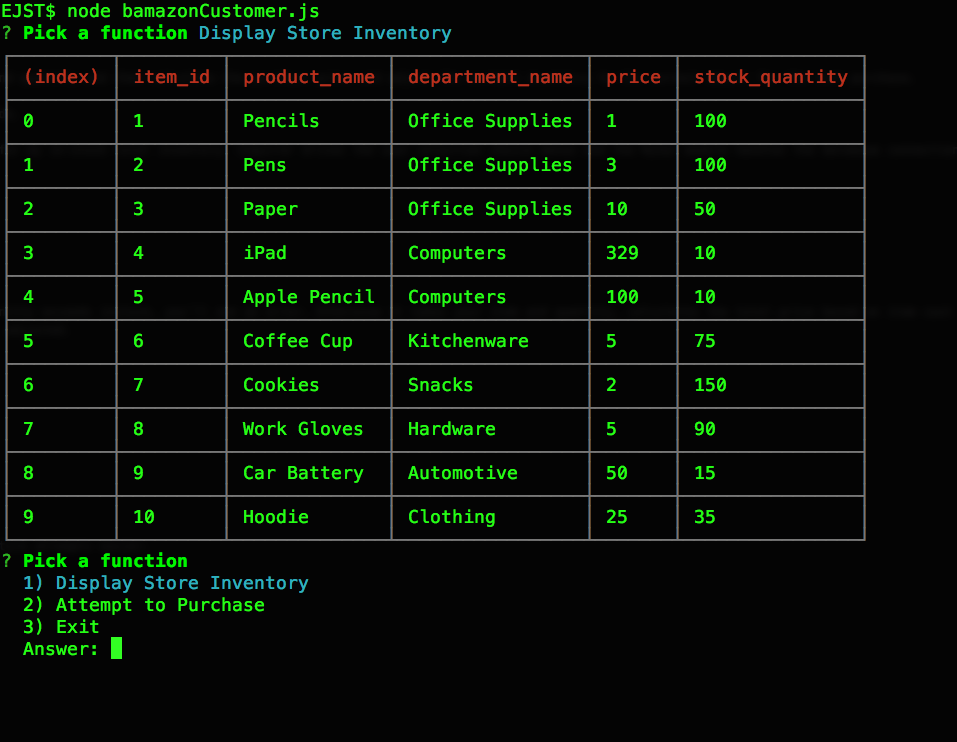 EJST$ node bamazonCustomer.js
? Pick a function Display Store Inventory
(index) item_id product_name department_name price stock_quantity
0 1 Pencils Office Supplies 1 100
1 2 Pens Office Supplies 3 100
2 3 Paper Office Supplies 10 50
3 4 iPad Computers 329 10
4 5 Apple Pencil Computers 100 10
5 6 Coffee Cup Kitchenware 5 75
6 7 Cookies Snacks 2 150
7 8 Work Gloves Hardware 5 90
8 9 Car Battery Automotive 50 15
9 10 Hoodie Clothing 25 35
? Pick a function
1) Display Store Inventory
2) Attempt to Purchase
3) Exit
Answer: